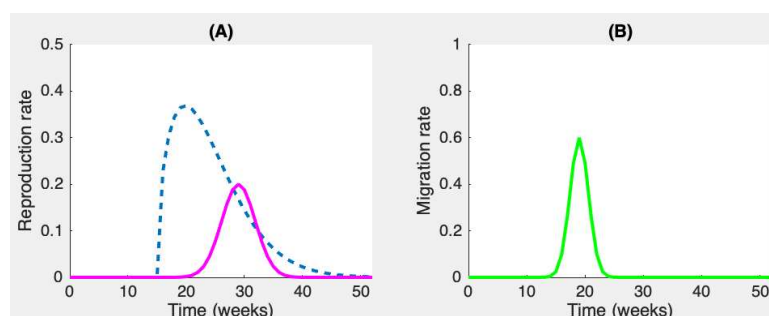 (A)
Reproduction rate
0.5
0.4
0.3
0.2
0.1
0
0 10 20 30 40 50
Time (weeks)
(B)
Migration rate
1
0.8
0.6
0.4
0.2
0
0 10 20 30 40 50
Time (weeks)